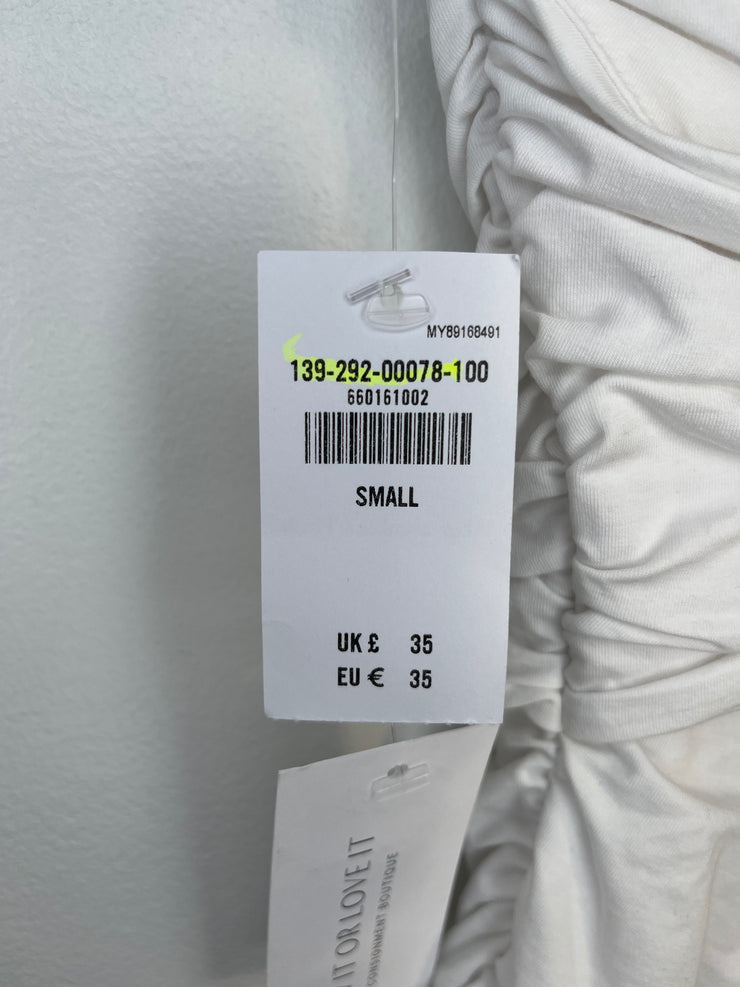 MY89168491
139-292-00078-100
660161002
SMALL
UK £ 35
EU € 35
IT OR LOVE IT
CONSIGNMENT BOUTIQUE